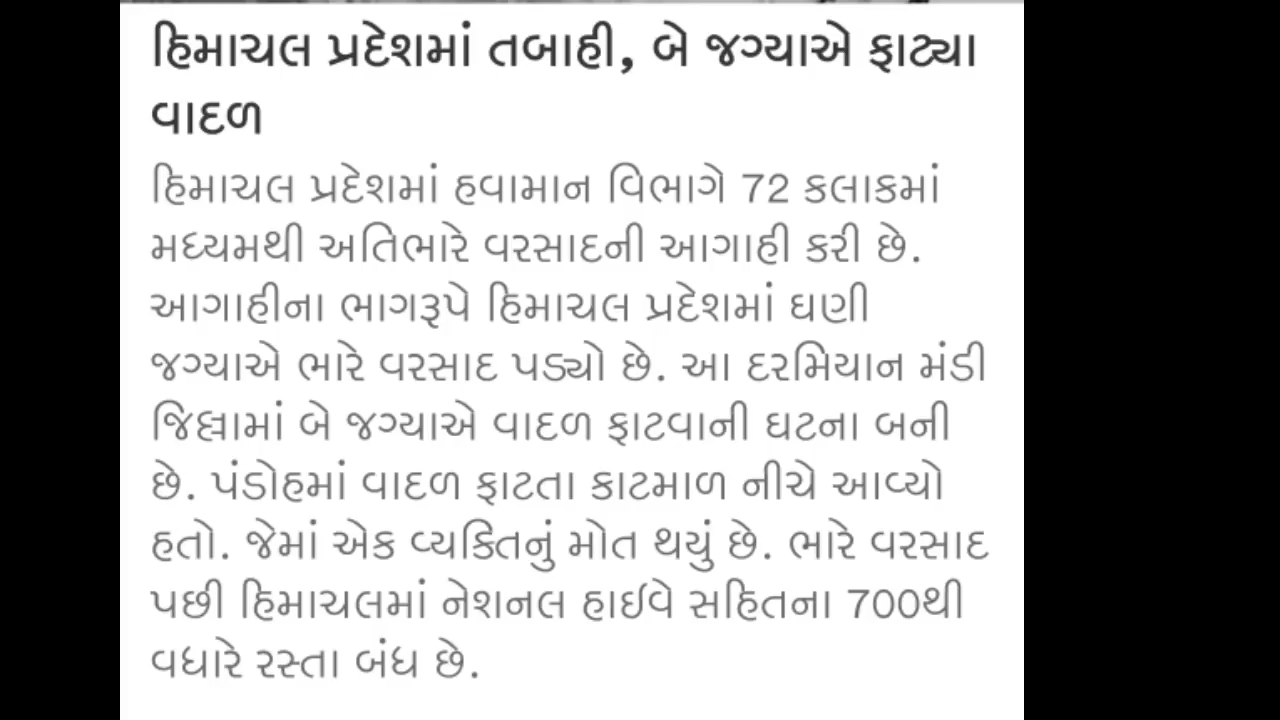 હિમાચલ પ્રદેશમાં તબાહી, બે જગ્યાએ ફાટ્યા
વાદળ
હિમાચલ પ્રદેશમાં હવામાન વિભાગે 72 કલાકમાં
મધ્યમથી અતિભારે વરસાદની આગાહી કરી છે.
આગાહીના ભાગરૂપે હિમાચલ પ્રદેશમાં ઘણી
જગ્યાએ ભારે વરસાદ પડ્યો છે. આ દરમિયાન મંડી
જિલ્લામાં બે જગ્યાએ વાદળ ફાટવાની ઘટના બની
છે. પંડોહમાં વાદળ ફાટતા કાટમાળ નીચે આવ્યો
હતો. જેમાં એક વ્યક્તિનું મોત થયું છે. ભારે વરસાદ
પછી હિમાચલમાં નેશનલ હાઈવે સહિતના 700થી
વધારે રસ્તા બંધ છે.